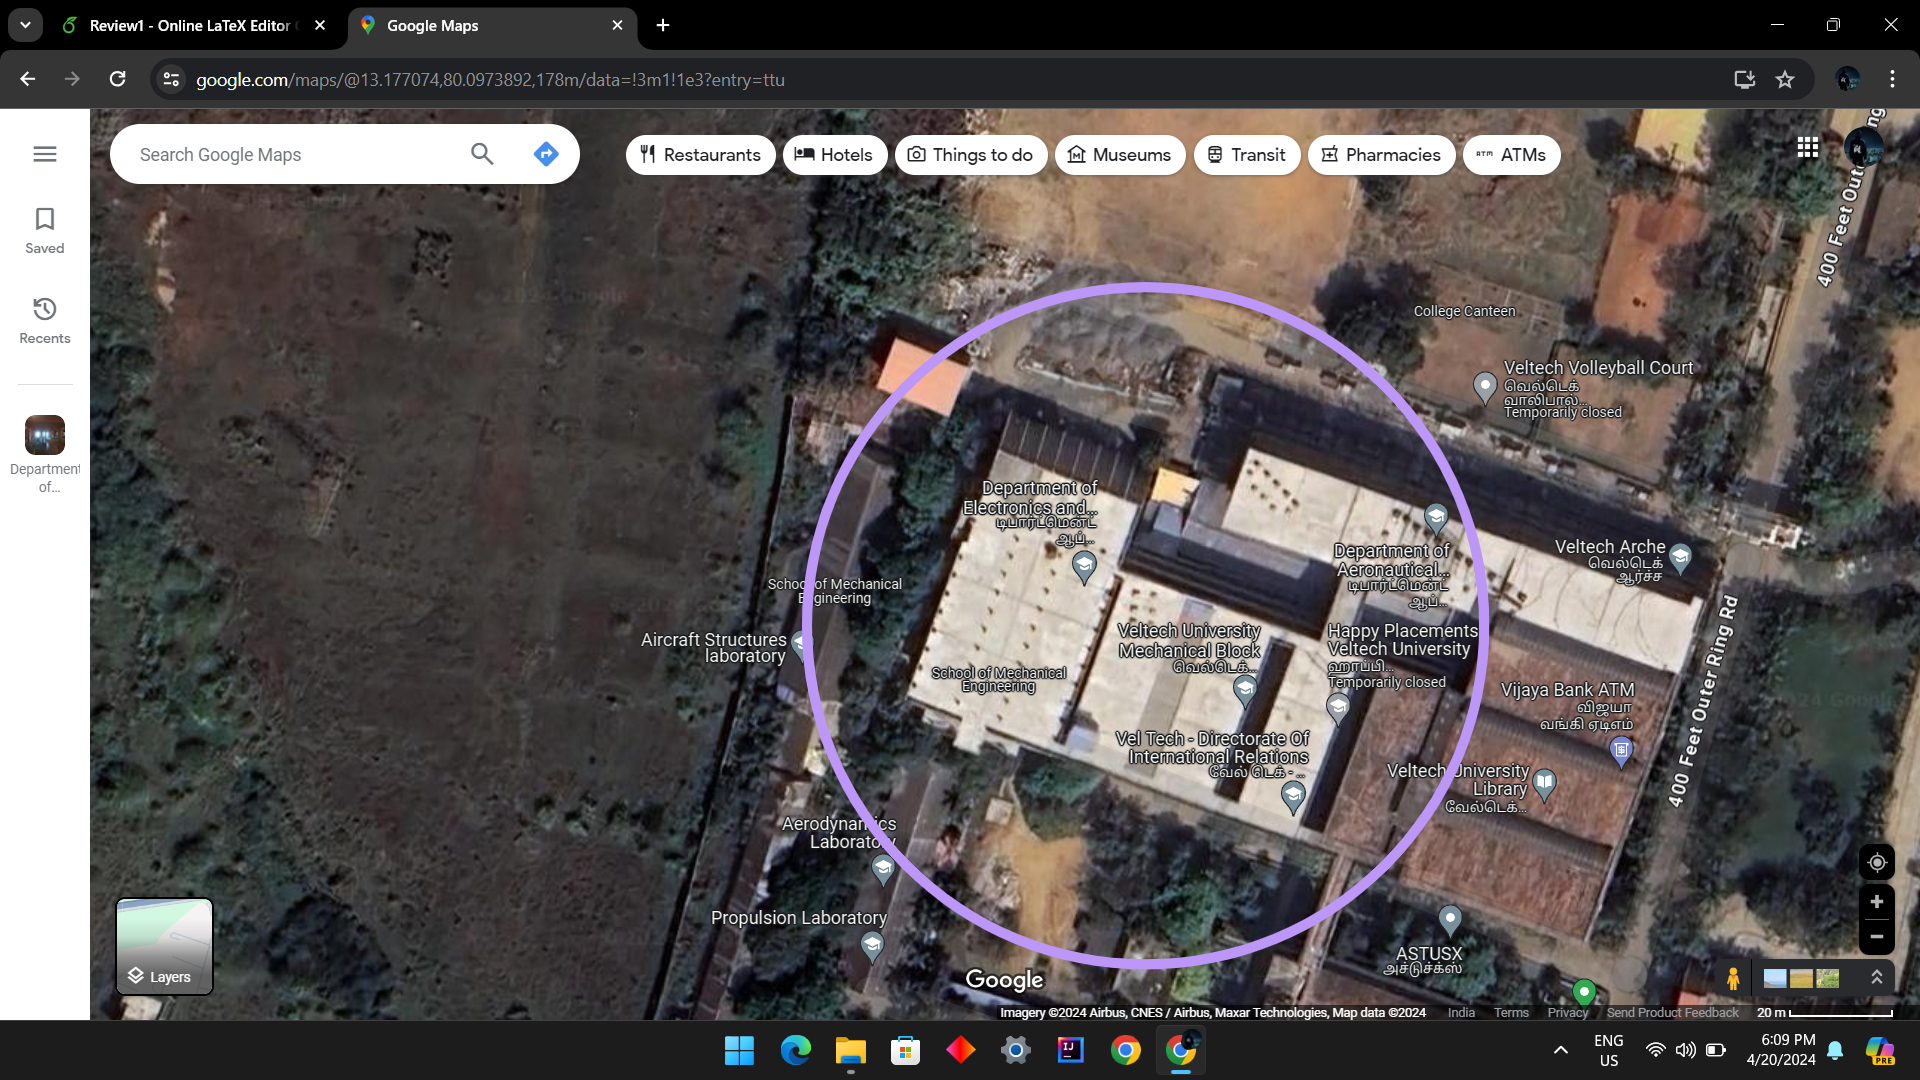 Review1 - Online LaTeX Editor
Google Maps
google.com/maps/@13.177074,80.0973892,178m/data=!3m1!1e3?entry=ttu
Search Google Maps
Restaurants
Hotels
Things to do
Museums
Transit
Pharmacies
ATMs
Saved
Recents
Department
of...
400 Feet Outer Ring
College Canteen
Veltech Volleyball Court
வெல்டெக்
வாலிபால்...
Temporarily closed
Department of
Electronics and...
டிபார்ட்மென்ட்
ஆப்...
Department of
Aeronautical...
டிபார்ட்மென்ட்
ஆப்...
Veltech Arche
வெல்டெக்
ஆர்ச்ச
School of Mechanical
Engineering
Aircraft Structures
laboratory
Veltech University
Mechanical Block
வெல்டெக்...
Happy Placements
Veltech University
ஹாப்பி...
Temporarily closed
School of Mechanical
Engineering
Vijaya Bank ATM
விஜயா
வங்கி ஏடிஎம்
400 Feet Outer Ring Rd
Vel Tech - Directorate Of
International Relations
வேல் டெக் - ...
Veltech University
Library
வேல்டெக்...
Aerodynamics
Laboratory
Propulsion Laboratory
ASTUSX
அச்டுச்க்ஸ்
Layers
Google
Imagery ©2024 Airbus, CNES / Airbus, Maxar Technologies, Map data ©2024
India
Terms
Privacy
Send Product Feedback
20 m
ENG
US
6:09 PM
4/20/2024
PRE